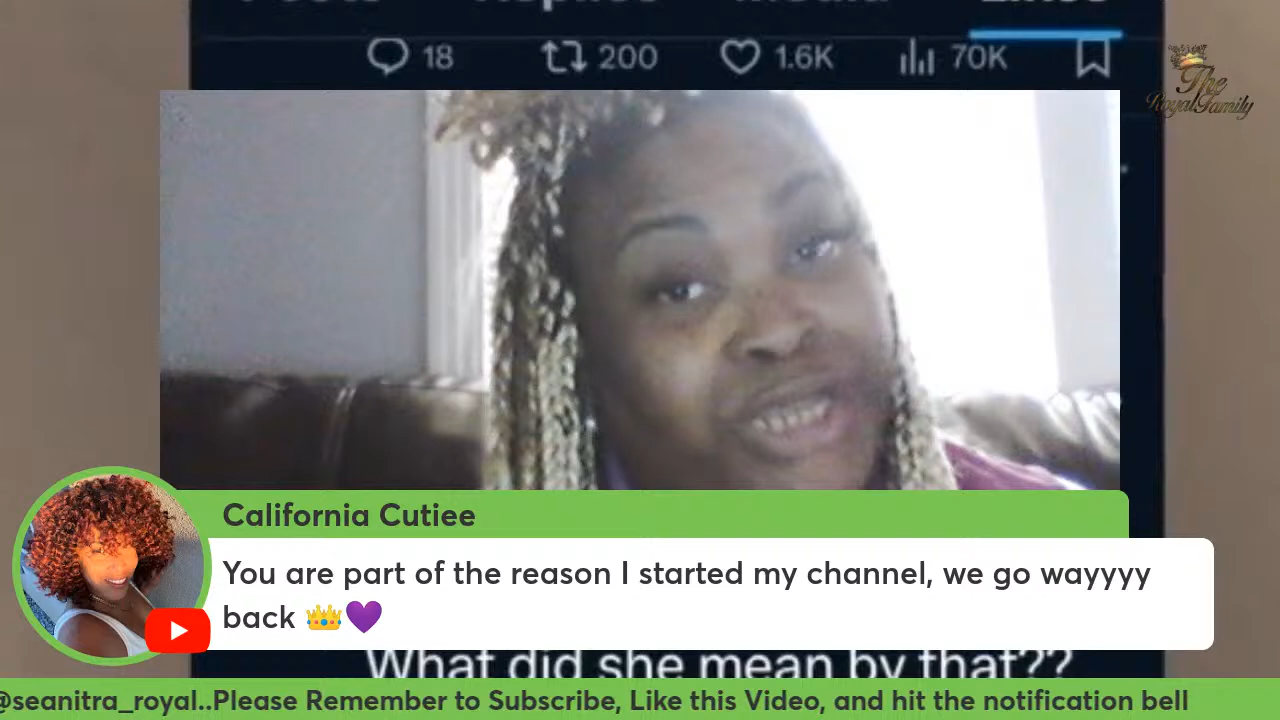 18 200 1.6K 70K
The
Royal Family
California Cutiee
You are part of the reason I started my channel, we go wayyyy
back 👑💜
What did she mean by that??
@seanitra_royal..Please Remember to Subscribe, Like this Video, and hit the notification bell